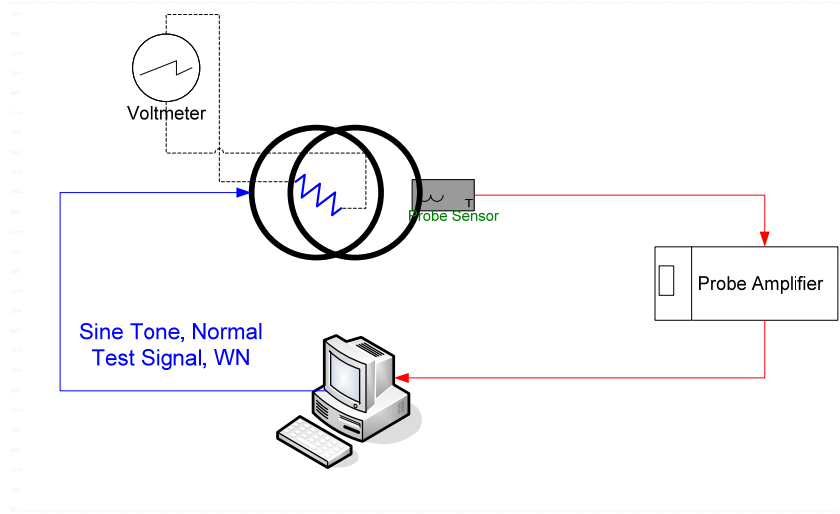 Voltmeter
T
Probe Sensor
Probe Amplifier
Sine Tone, Normal
Test Signal, WN